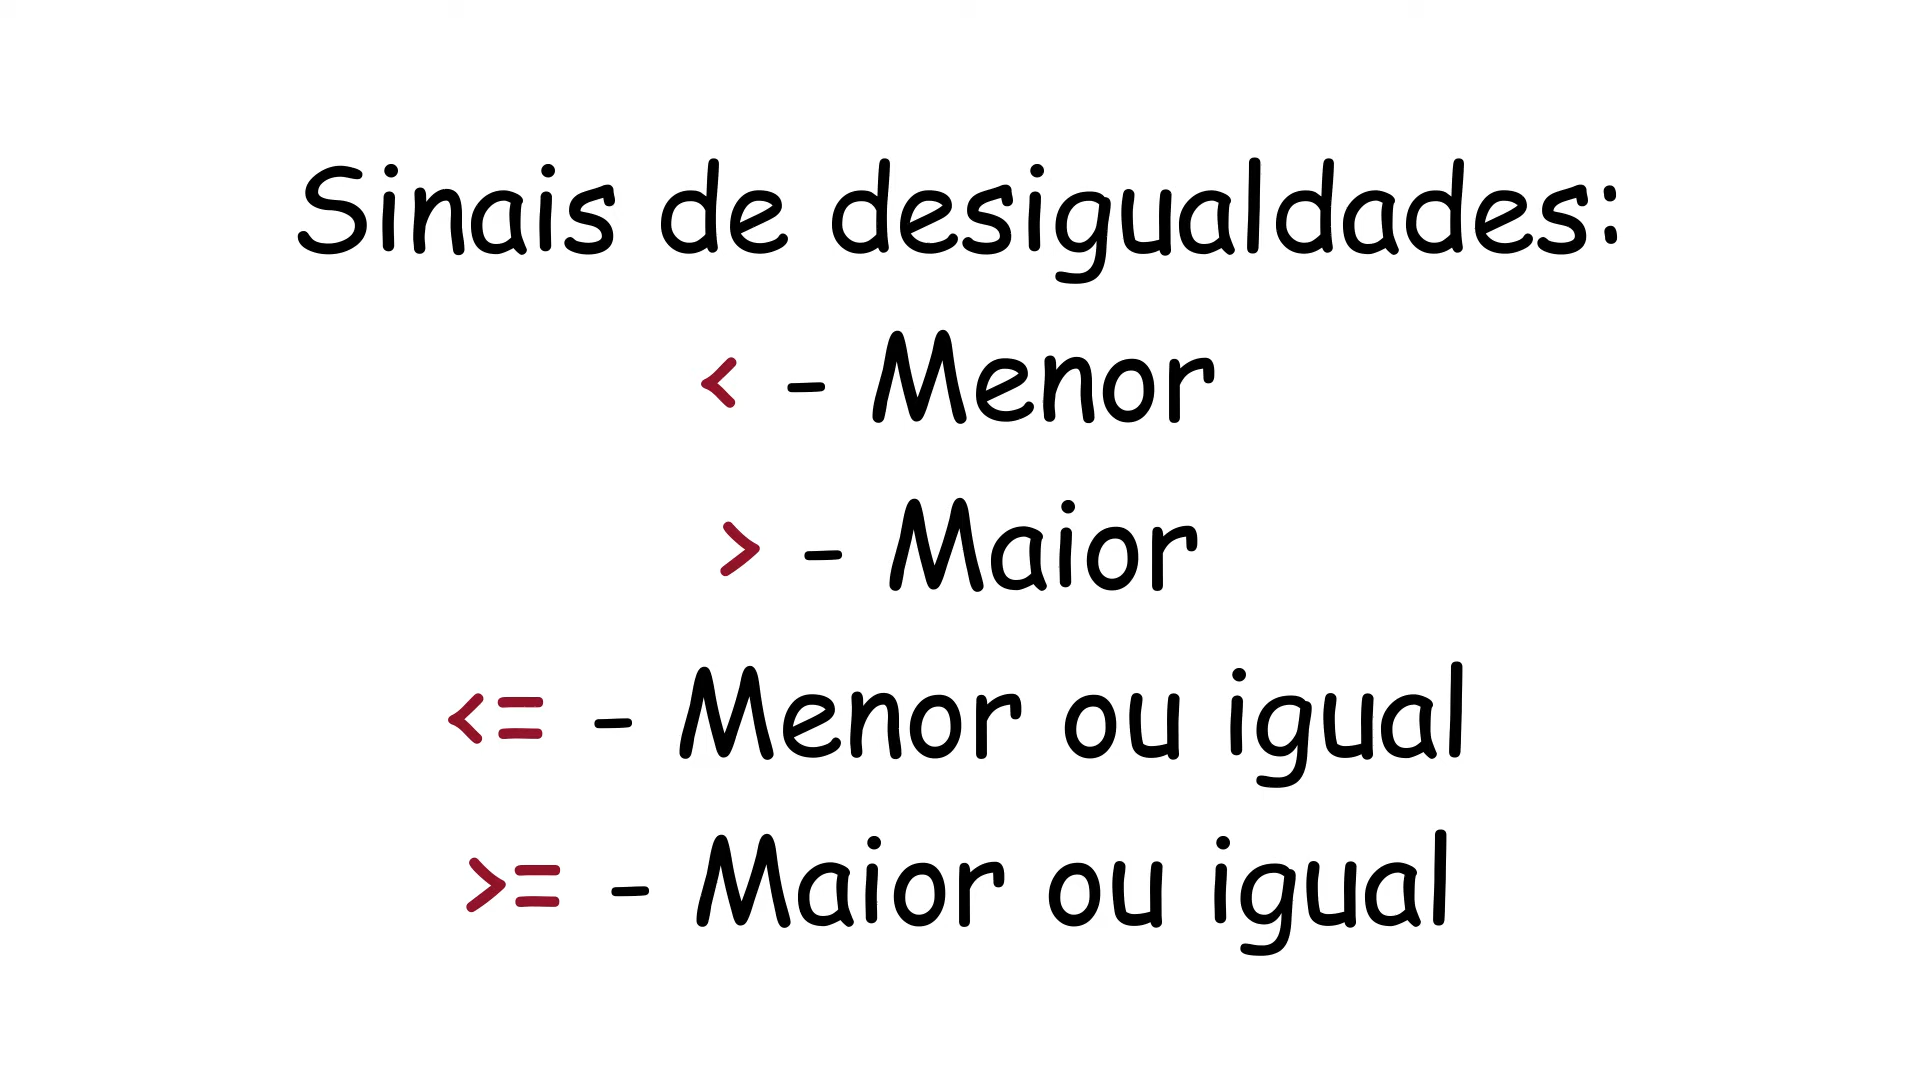 Sinais de desigualdades:
< - Menor
> - Maior
<= - Menor ou igual
>= - Maior ou igual